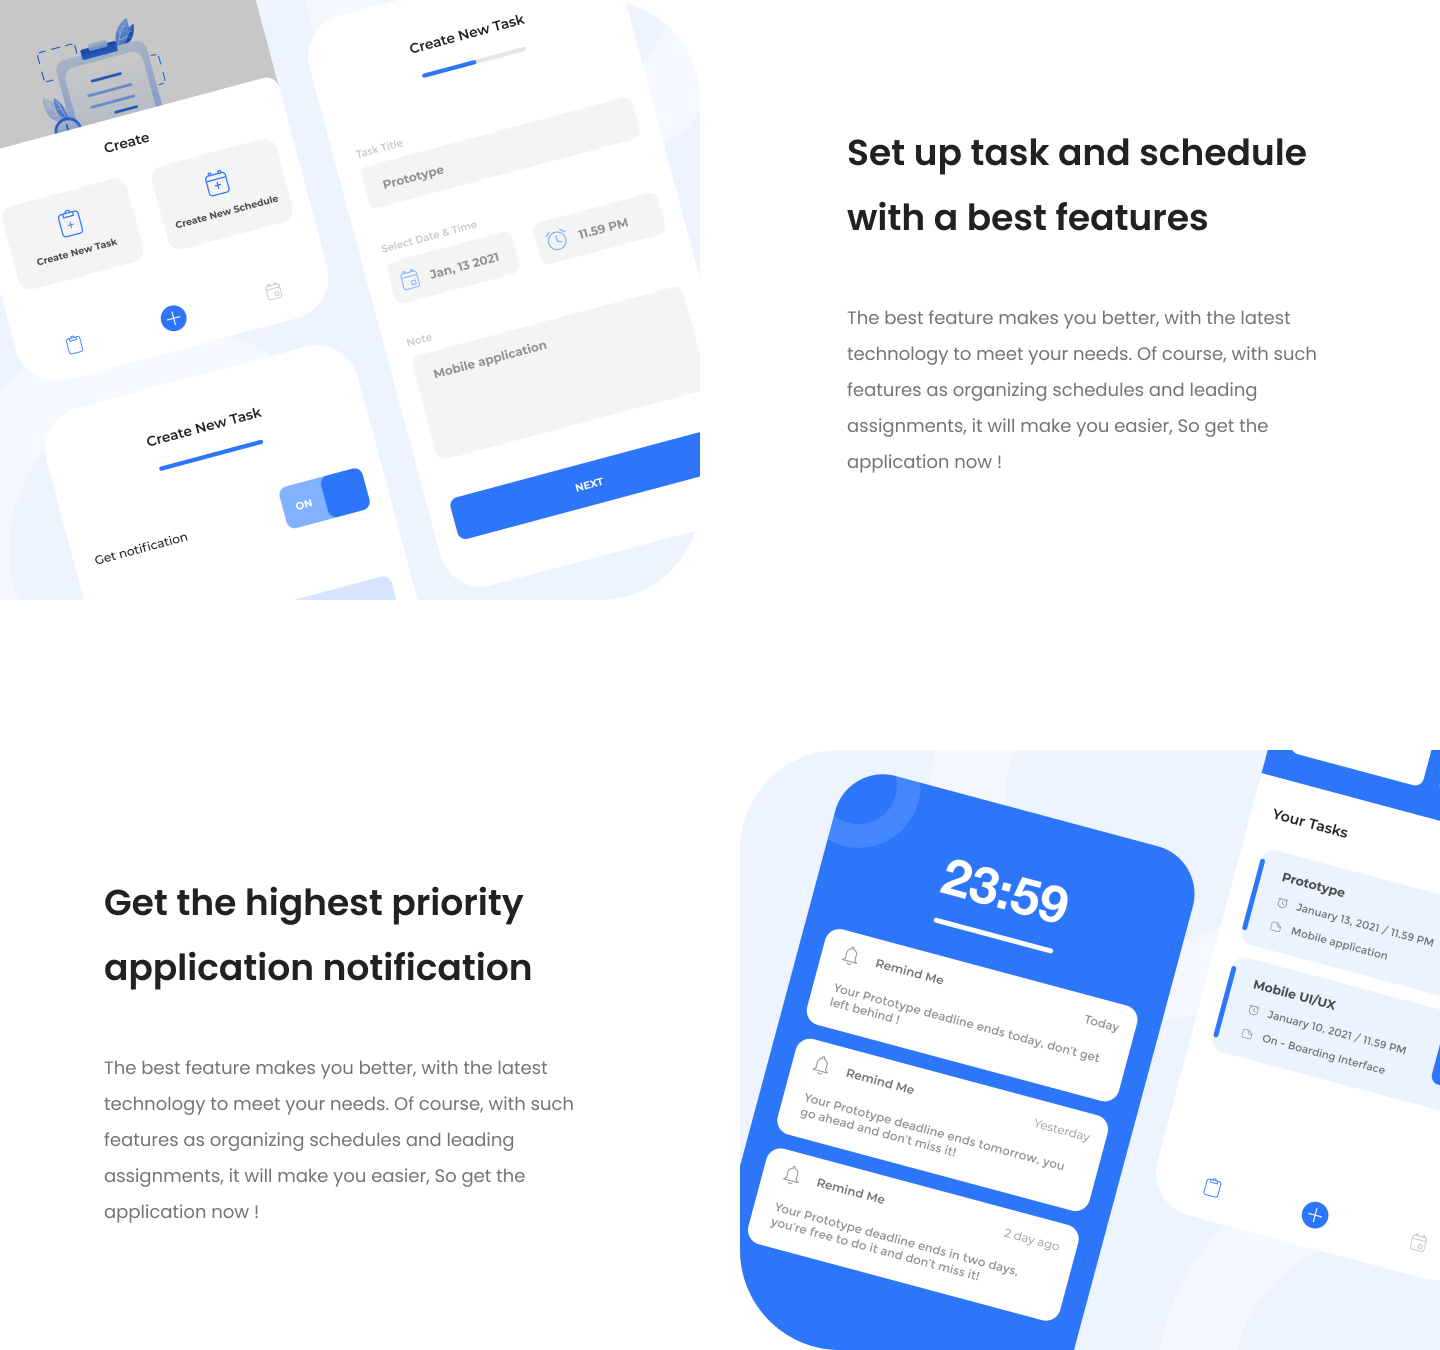 Create
Create New Task
Create New Schedule
Create New Task
Task Title
Prototype
Select Date & Time
Jan, 13 2021
11.59 PM
Note
Mobile application
NEXT
Create New Task
ON
Get notification
Set up task and schedule
with a best features
The best feature makes you better, with the latest
technology to meet your needs. Of course, with such
features as organizing schedules and leading
assignments, it will make you easier, So get the
application now !
Get the highest priority
application notification
The best feature makes you better, with the latest
technology to meet your needs. Of course, with such
features as organizing schedules and leading
assignments, it will make you easier, So get the
application now !
23:59
Remind Me
Today
Your Prototype deadline ends today, don't get
left behind !
Remind Me
Yesterday
Your Prototype deadline ends tomorrow, you
go ahead and don't miss it!
Remind Me
2 day ago
Your Prototype deadline ends in two days,
you're free to do it and don't miss it!
Your Tasks
Prototype
January 13, 2021 / 11.59 PM
Mobile application
Mobile UI/UX
January 10, 2021 / 11.59 PM
On - Boarding Interface